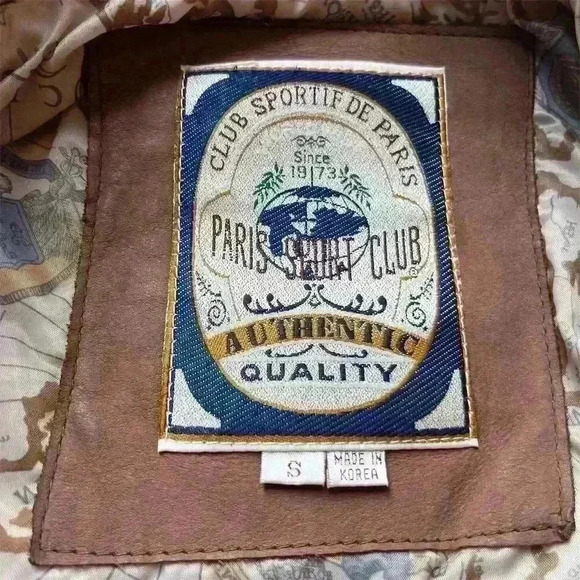 CLUB SPORTIF DE PARIS
Since
1973
PARIS SPORT CLUB
AUTHENTIC
QUALITY
S
MADE IN
KOREA